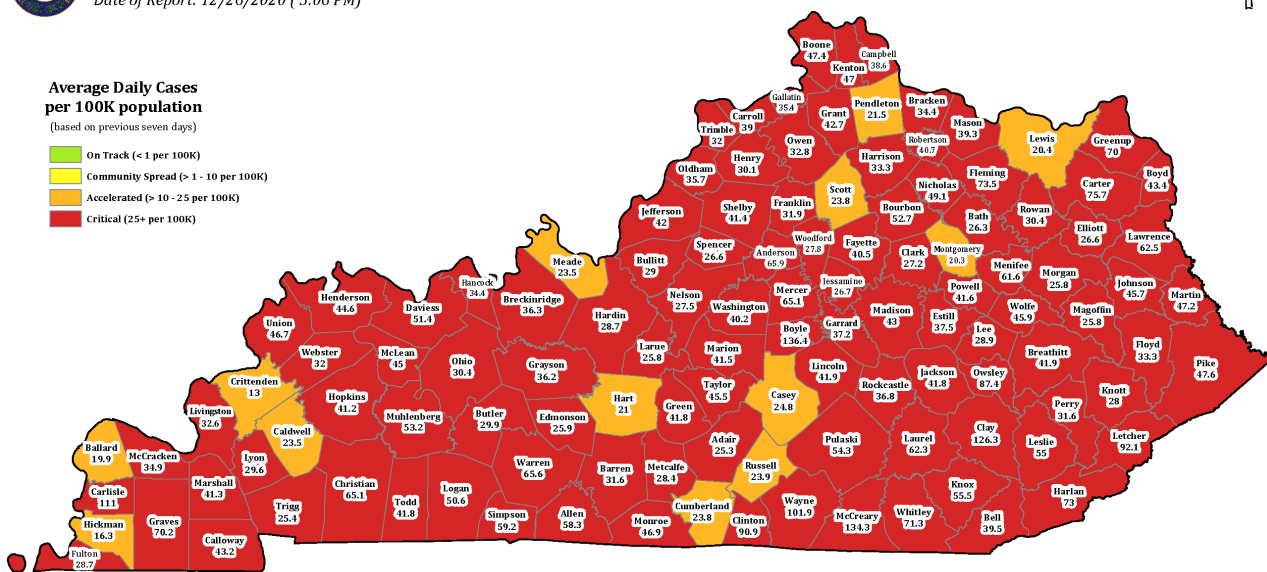 Date of Report: 12/26/2020 ( 5:06 PM)
Average Daily Cases
per 100K population
(based on previous seven days)
On Track (< 1 per 100K)
Community Spread (> 1 - 10 per 100K)
Accelerated (> 10 - 25 per 100K)
Critical (25+ per 100K)
Boone
47.4
Kenton
47
Campbell
38.6
Gallatin
35.4
Carroll
39
Trimble
32
Grant
42.7
Pendleton
21.5
Bracken
34.4
Mason
39.3
Robertson
40.7
Lewis
20.4
Greenup
70
Boyd
43.4
Owen
32.8
Henry
30.1
Oldham
35.7
Harrison
33.3
Scott
23.8
Nicholas
49.1
Fleming
73.5
Carter
75.7
Jefferson
42
Shelby
41.4
Franklin
31.9
Bourbon
52.7
Bath
26.3
Rowan
30.4
Elliott
26.6
Lawrence
62.5
Spencer
26.6
Anderson
65.9
Woodford
27.8
Fayette
40.5
Clark
27.2
Montgomery
20.3
Menifee
61.6
Morgan
25.8
Johnson
45.7
Martin
47.2
Meade
23.5
Bullitt
29
Hancock
34.4
Breckinridge
36.3
Henderson
44.6
Daviess
51.4
Union
46.7
Hardin
28.7
Nelson
27.5
Washington
40.2
Mercer
65.1
Jessamine
26.7
Powell
41.6
Madison
43
Estill
37.5
Wolfe
45.9
Magoffin
25.8
Boyle
136.4
Garrard
37.2
Lee
28.9
Floyd
33.3
Pike
47.6
Webster
32
McLean
45
Ohio
30.4
Grayson
36.2
Larue
25.8
Marion
41.5
Lincoln
41.9
Rockcastle
36.8
Jackson
41.8
Owsley
87.4
Breathitt
41.9
Knott
28
Perry
31.6
Crittenden
13
Livingston
32.6
Hopkins
41.2
Muhlenberg
53.2
Butler
29.9
Edmonson
25.9
Hart
21
Green
41.8
Taylor
45.5
Casey
24.8
Caldwell
23.5
Lyon
29.6
Ballard
19.9
McCracken
34.9
Adair
25.3
Pulaski
54.3
Laurel
62.3
Clay
126.3
Leslie
55
Letcher
92.1
Warren
65.6
Barren
31.6
Metcalfe
28.4
Russell
23.9
Carlisle
111
Marshall
41.3
Christian
65.1
Trigg
25.4
Todd
41.8
Logan
50.6
Simpson
59.2
Allen
58.3
Monroe
46.9
Cumberland
23.8
Clinton
90.9
Wayne
101.9
McCreary
134.3
Whitley
71.3
Knox
55.5
Bell
39.5
Harlan
73
Hickman
16.3
Graves
70.2
Calloway
43.2
Fulton
28.7